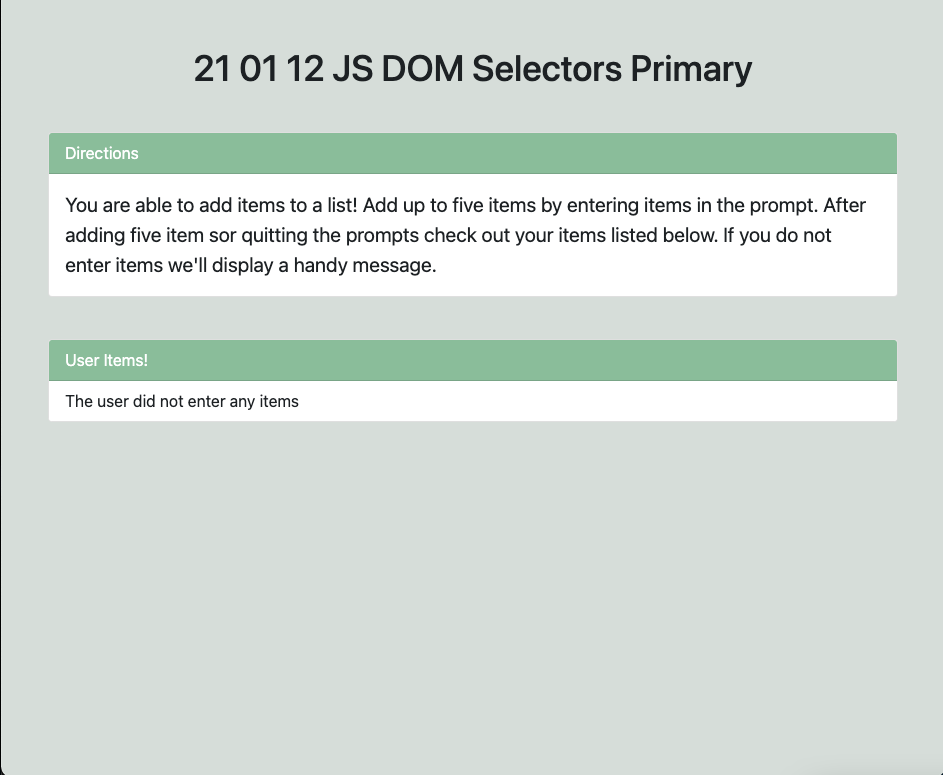 21 01 12 JS DOM Selectors Primary
Directions
You are able to add items to a list! Add up to five items by entering items in the prompt. After
adding five item sor quitting the prompts check out your items listed below. If you do not
enter items we'll display a handy message.
User Items!
The user did not enter any items